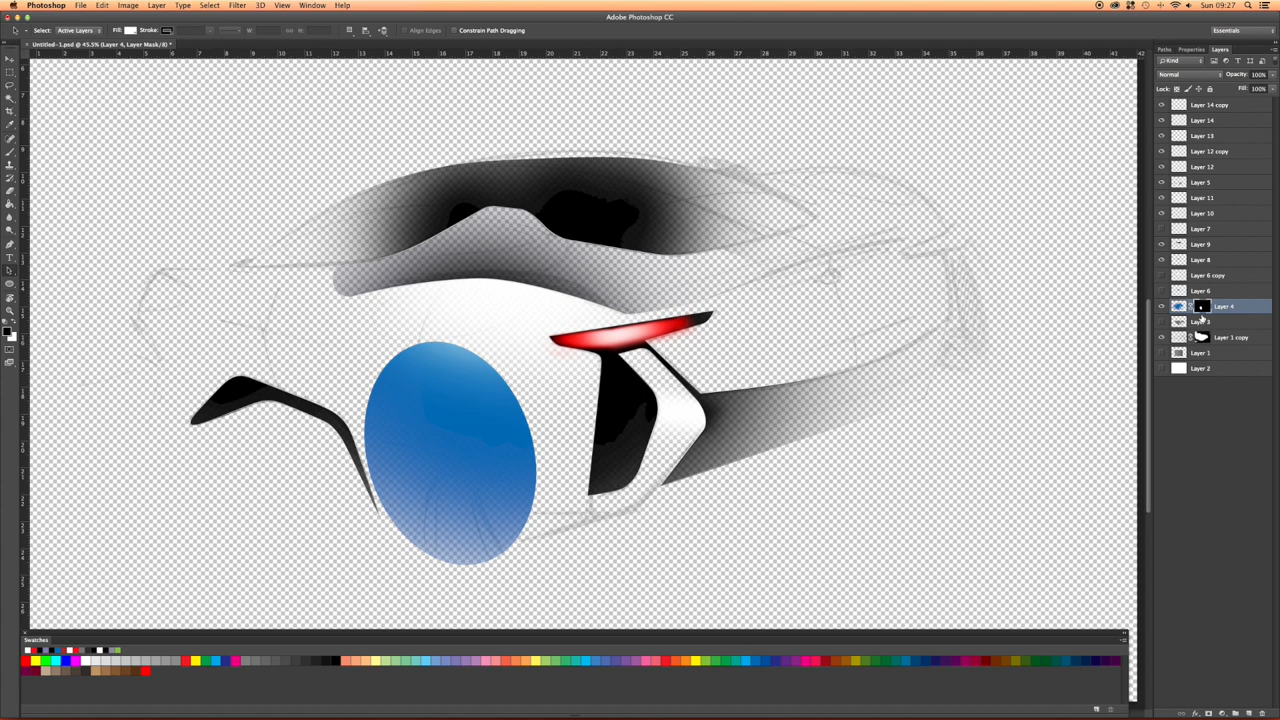 Photoshop File Edit Image Layer Type Select Filter 3D View Window Help Sun 09:27
Adobe Photoshop CC
Select: Active Layers Fill: Stroke: W: H: Align Edges Constrain Path Dragging Essentials
Untitled-1.psd @ 45.5% (Layer 4, Layer Mask/8) *
Paths Properties Layers
Kind
Normal Opacity: 100%
Lock: Fill: 100%
Layer 14 copy
Layer 14
Layer 13
Layer 12 copy
Layer 12
Layer 5
Layer 11
Layer 10
Layer 7
Layer 9
Layer 8
Layer 6 copy
Layer 6
Layer 4
Layer 3
Layer 1 copy
Layer 1
Layer 2
Swatches